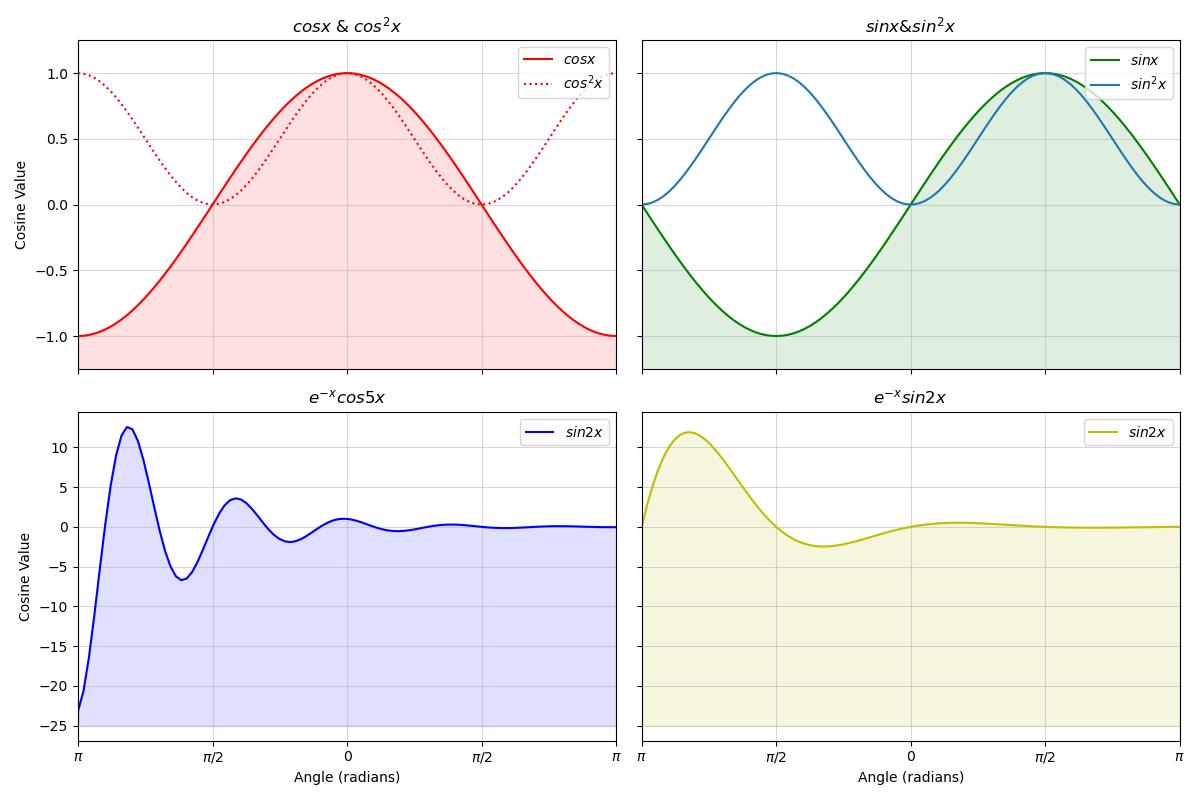 cosx & cos²x
1.0
0.5
0.0
−0.5
−1.0
Cosine Value
cosx
cos²x
sinx&sin²x
sinx
sin²x
e⁻ˣcos5x
10
5
0
−5
−10
−15
−20
−25
Cosine Value
sin2x
π
π/2
0
π/2
π
Angle (radians)
e⁻ˣsin2x
sin2x
π
π/2
0
π/2
π
Angle (radians)